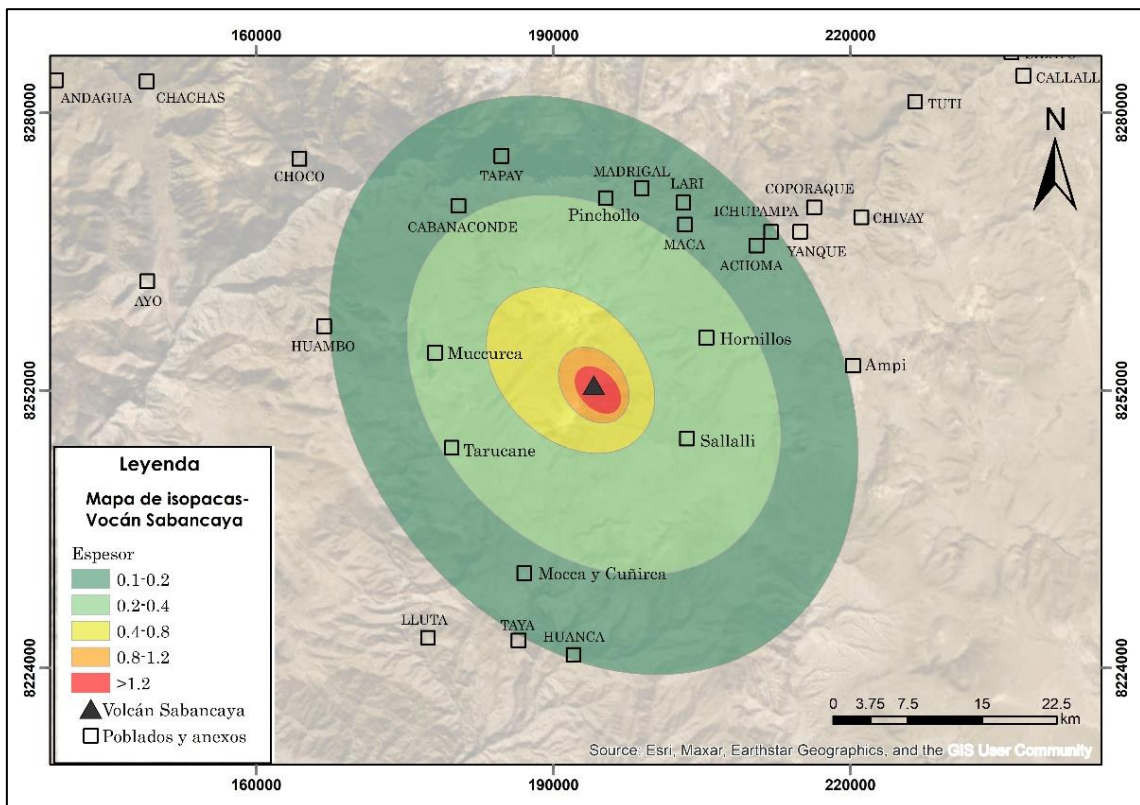 160000 190000 220000
CALLALL
ANDAGUA CHACHAS
TUTI
8280000 8280000
N
CHOCO TAPAY
MADRIGAL LARI
COPORAQUE
CABANACONDE Pinchollo
ICHUPAMPA CHIVAY
MACA
YANQUE
ACHOMA
AYO
HUAMBO
Hornillos
Muccurca
Ampi
8252000 8252000
Sallalli
Tarucane
Leyenda
Mapa de isopacas-
Vocán Sabancaya
Espesor
0.1-0.2
0.2-0.4
0.4-0.8
0.8-1.2
>1.2
Volcán Sabancaya
Poblados y anexos
Mocca y Cuñirca
LLUTA TAYA HUANCA
8224000 8224000
0 3.75 7.5 15 22.5
km
Source: Esri, Maxar, Earthstar Geographics, and the GIS User Community
160000 190000 220000